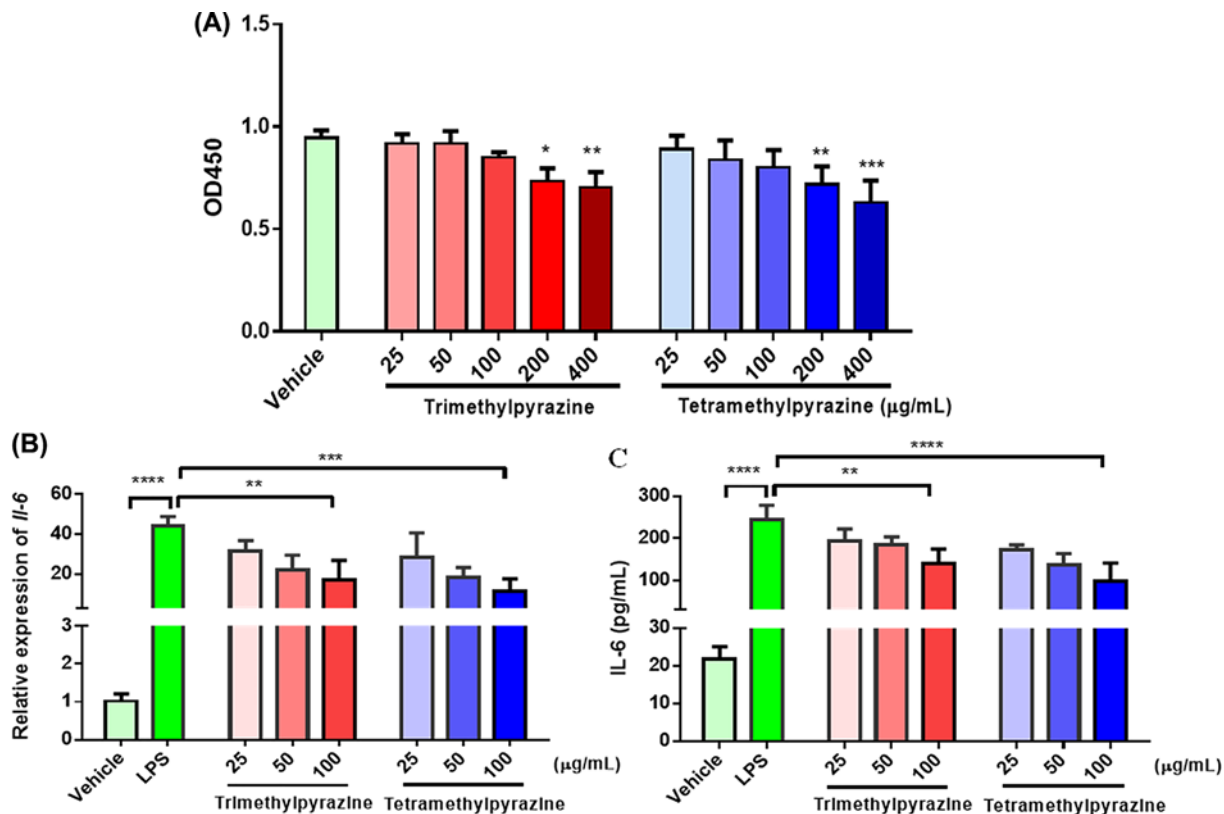 (A)
1.5
1.0
0.5
0.0
OD450
* ** ** ***
Vehicle 25 50 100 200 400 25 50 100 200 400
Trimethylpyrazine Tetramethylpyrazine (μg/mL)
(B)
Relative expression of Il-6
60
40
20
3
2
1
0
***
**** **
Vehicle LPS 25 50 100 25 50 100 (μg/mL)
Trimethylpyrazine Tetramethylpyrazine
C
IL-6 (pg/mL)
300
200
100
30
20
10
0
****
**** **
Vehicle LPS 25 50 100 25 50 100 (μg/mL)
Trimethylpyrazine Tetramethylpyrazine